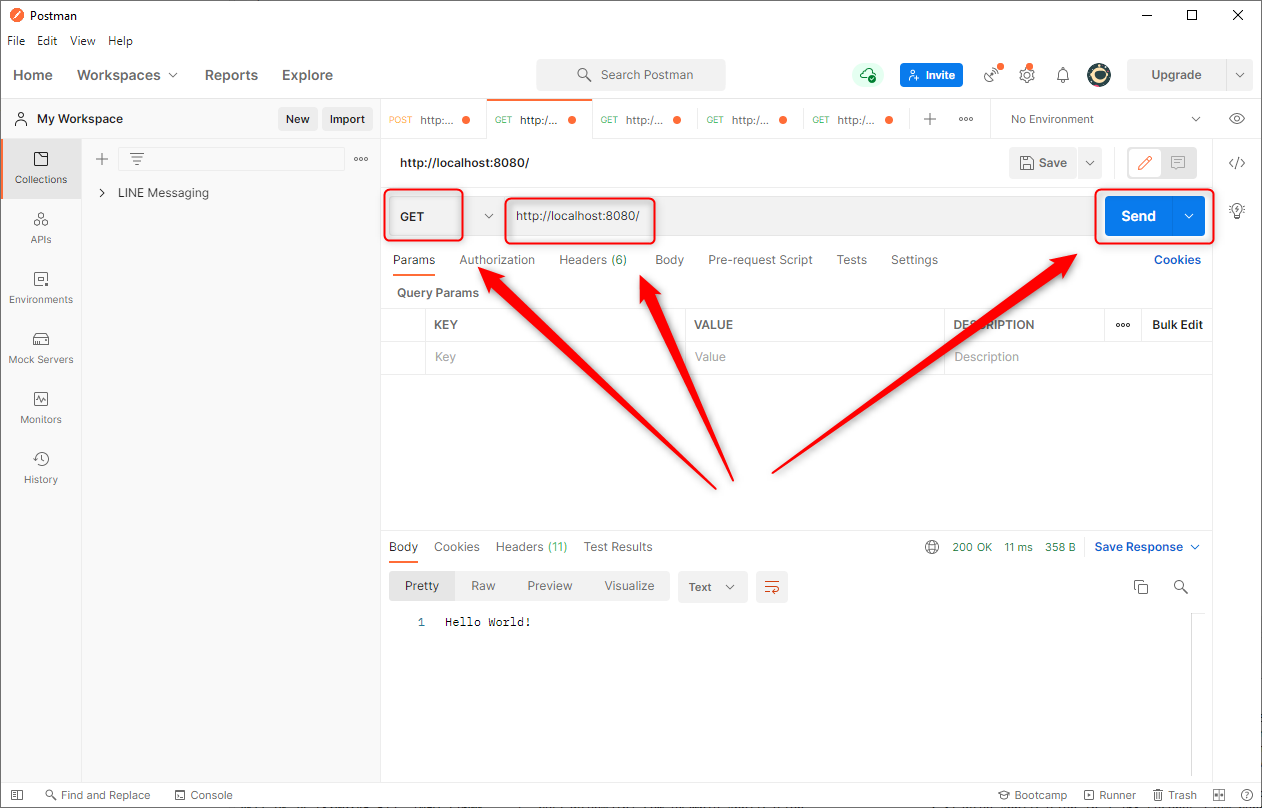 Postman
File Edit View Help
Home Workspaces Reports Explore Search Postman Invite Upgrade
My Workspace New Import POST http:... GET http:/... GET http:/... GET http:/... GET http:/... No Environment
Collections
LINE Messaging
http://localhost:8080/ Save
APIs
GET http://localhost:8080/ Send
Params Authorization Headers (6) Body Pre-request Script Tests Settings Cookies
Environments
Query Params
KEY VALUE DESCRIPTION Bulk Edit
Mock Servers
Key Value Description
Monitors
History
Body Cookies Headers (11) Test Results 200 OK 11 ms 358 B Save Response
Pretty Raw Preview Visualize Text
1 Hello World!
Find and Replace Console Bootcamp Runner Trash